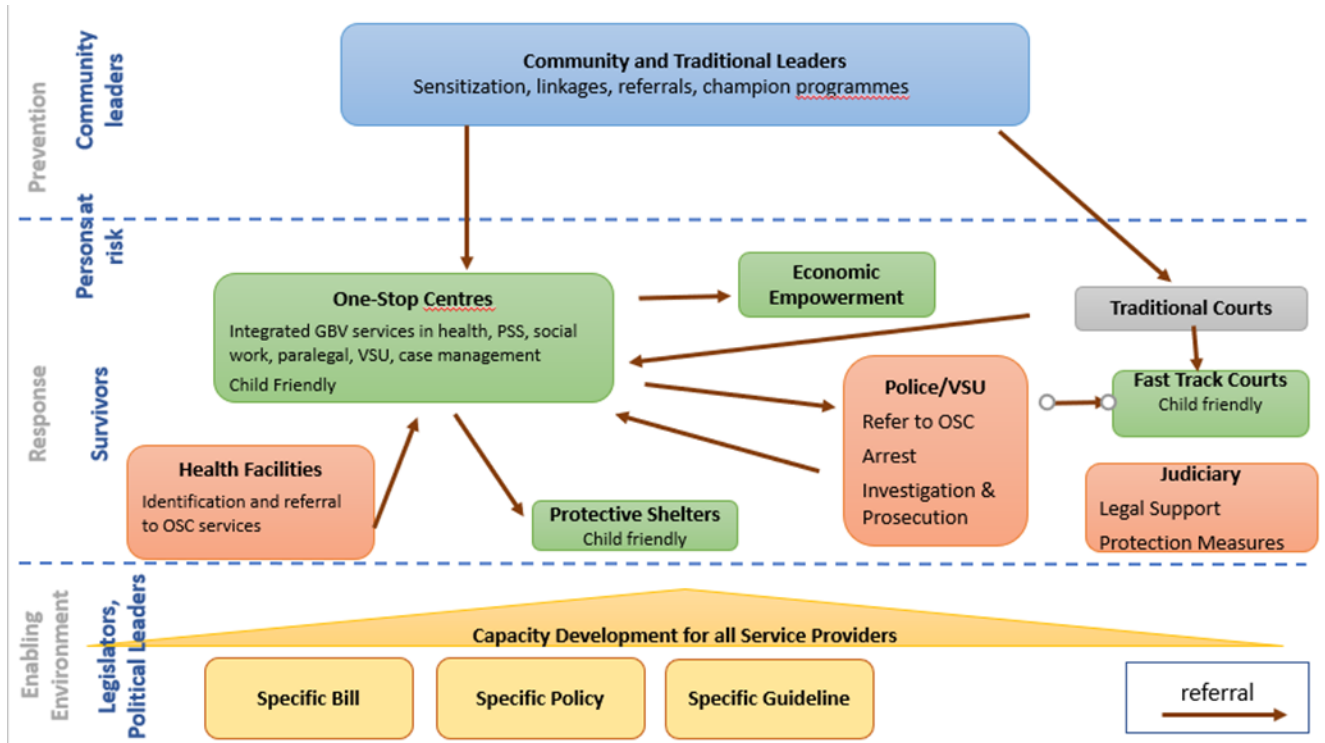 Prevention
Community
leaders
Community and Traditional Leaders
Sensitization, linkages, referrals, champion programmes
Persons at
risk
Response
Survivors
One-Stop Centres
Integrated GBV services in health, PSS, social
work, paralegal, VSU, case management
Child Friendly
Economic
Empowerment
Traditional Courts
Police/VSU
Refer to OSC
Arrest
Investigation &
Prosecution
Fast Track Courts
Child friendly
Health Facilities
Identification and referral
to OSC services
Protective Shelters
Child friendly
Judiciary
Legal Support
Protection Measures
Enabling
Environment
Legislators,
Political Leaders
Capacity Development for all Service Providers
Specific Bill
Specific Policy
Specific Guideline
referral